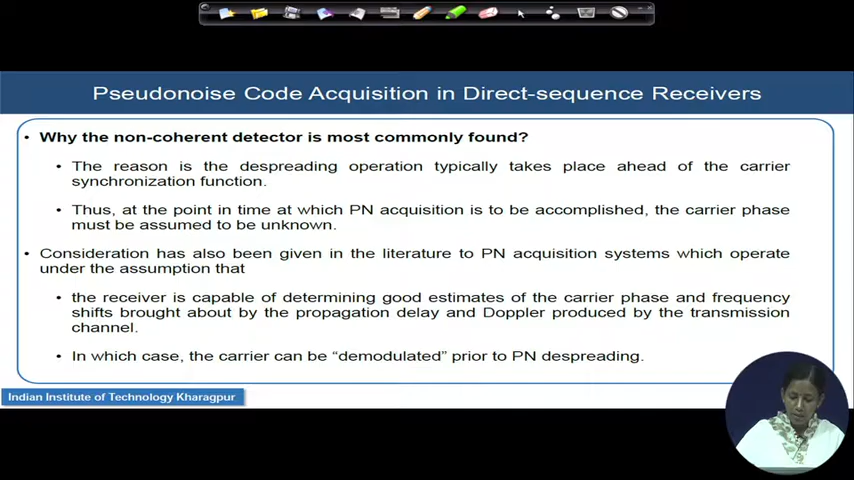 Pseudonoise Code Acquisition in Direct-sequence Receivers
• Why the non-coherent detector is most commonly found?
• The reason is the despreading operation typically takes place ahead of the carrier
synchronization function.
• Thus, at the point in time at which PN acquisition is to be accomplished, the carrier phase
must be assumed to be unknown.
• Consideration has also been given in the literature to PN acquisition systems which operate
under the assumption that
• the receiver is capable of determining good estimates of the carrier phase and frequency
shifts brought about by the propagation delay and Doppler produced by the transmission
channel.
• In which case, the carrier can be “demodulated” prior to PN despreading.
Indian Institute of Technology Kharagpur